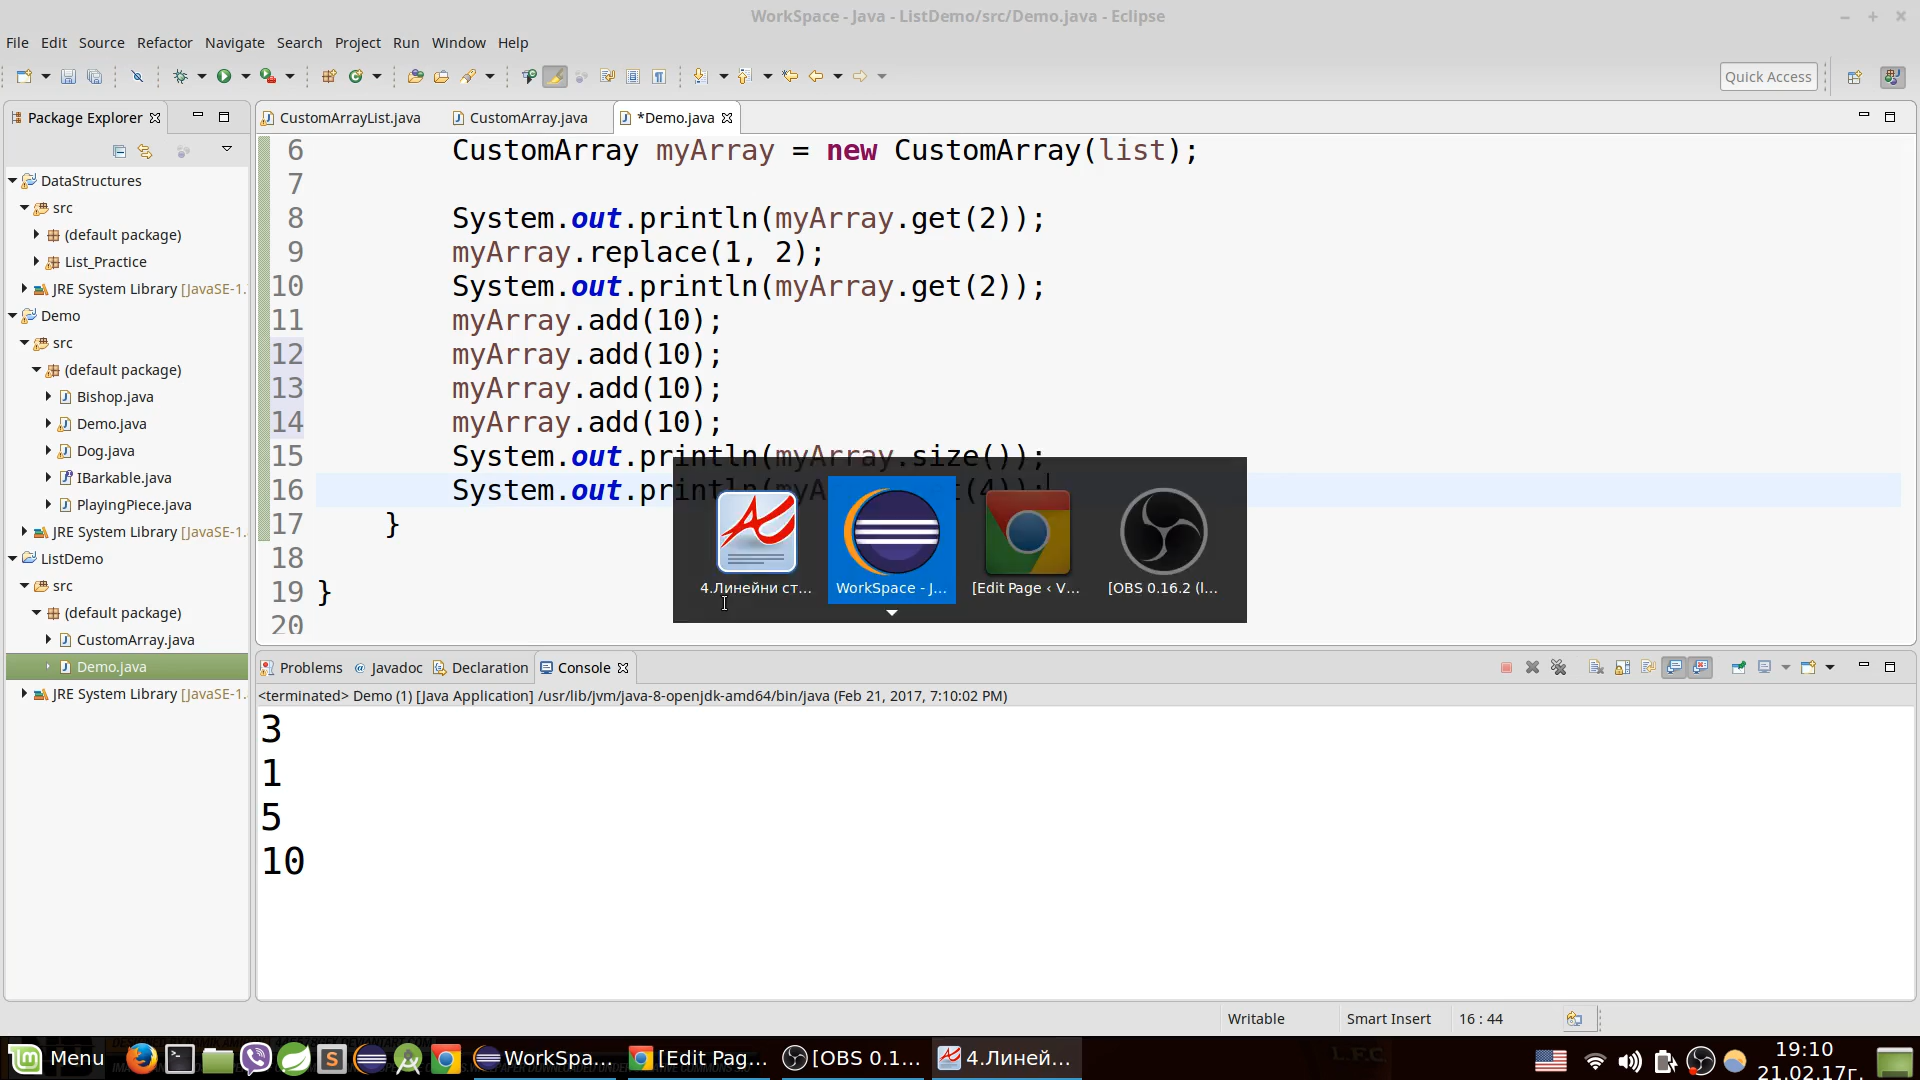 WorkSpace - Java - ListDemo/src/Demo.java - Eclipse
File Edit Source Refactor Navigate Search Project Run Window Help
Quick Access
Package Explorer
CustomArrayList.java
CustomArray.java
*Demo.java
DataStructures
src
(default package)
List_Practice
JRE System Library [JavaSE-1.
Demo
src
(default package)
Bishop.java
Demo.java
Dog.java
IBarkable.java
PlayingPiece.java
JRE System Library [JavaSE-1.
ListDemo
src
(default package)
CustomArray.java
Demo.java
JRE System Library [JavaSE-1.
6 CustomArray myArray = new CustomArray(list);
7
8 System.out.println(myArray.get(2));
9 myArray.replace(1, 2);
10 System.out.println(myArray.get(2));
11 myArray.add(10);
12 myArray.add(10);
13 myArray.add(10);
14 myArray.add(10);
15 System.out.println(myArray.size());
16 System.out.println(myA t(4));
17 }
18
19 }
20
4.Линейни ст...
WorkSpace - J...
[Edit Page ‹ V...
[OBS 0.16.2 (l...
Problems Javadoc Declaration Console
<terminated> Demo (1) [Java Application] /usr/lib/jvm/java-8-openjdk-amd64/bin/java (Feb 21, 2017, 7:10:02 PM)
3
1
5
10
Writable Smart Insert 16 : 44
Menu
WorkSpa...
[Edit Pag...
[OBS 0.1...
4.Линей...
19:10
21.02.17г.